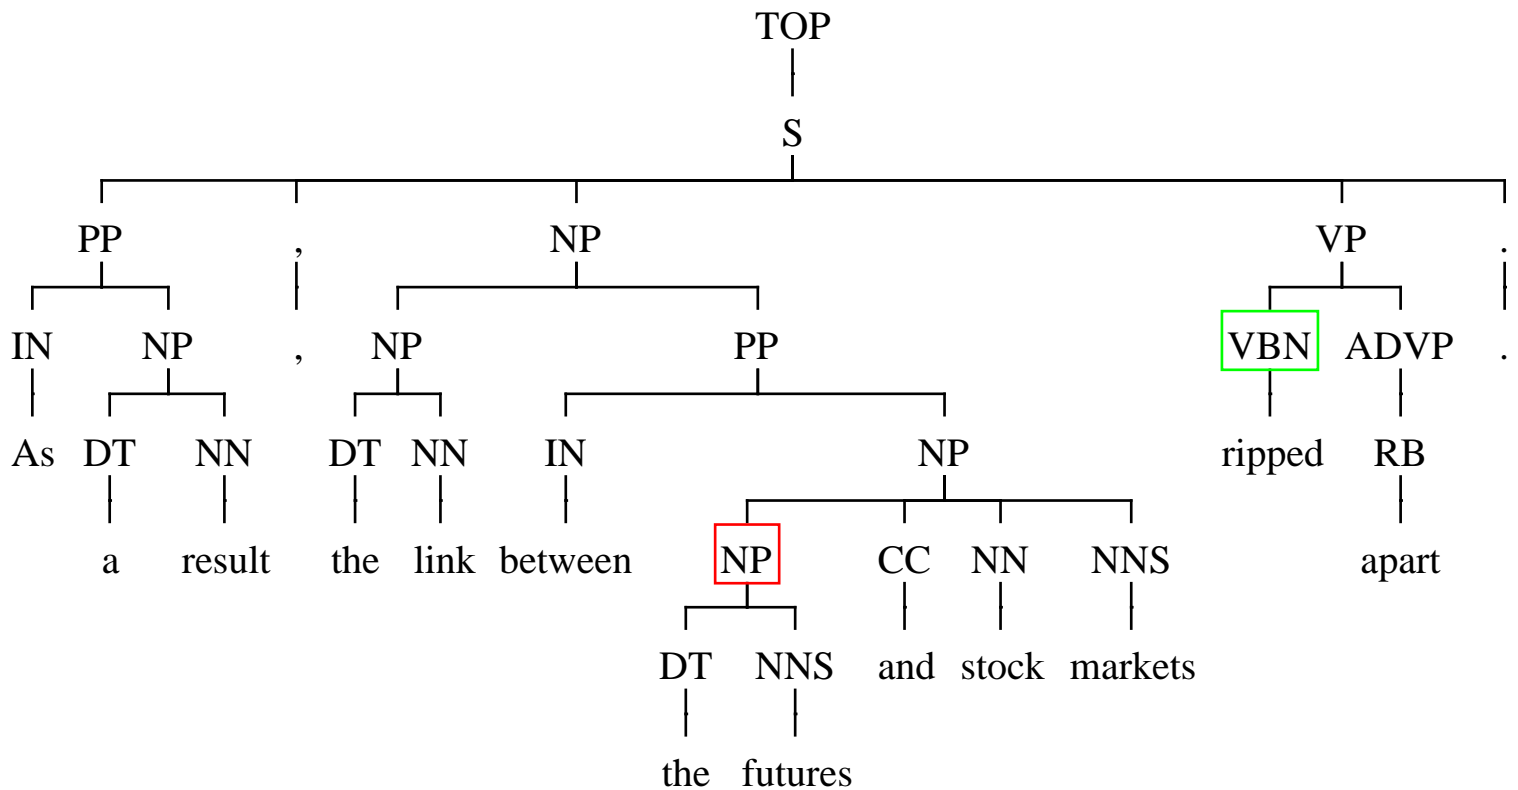 TOP
S
PP , NP VP .
IN NP , NP PP VBN ADVP .
As DT NN DT NN IN NP ripped RB
a result the link between NP CC NN NNS apart
DT NNS and stock markets
the futures